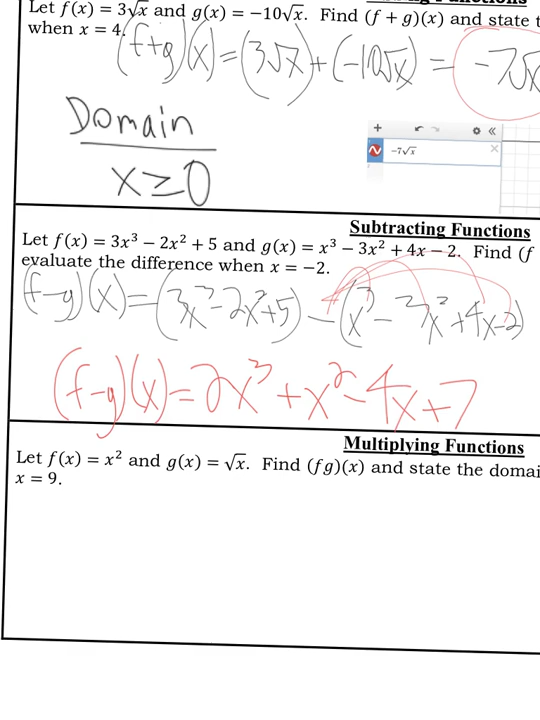 Let f(x) = 3√x and g(x) = −10√x. Find (f + g)(x) and state
when x = 4.
(f+g)(x) = (3√x) + (−10√x) = −7√x
Domain
x ≥ 0
−7√x
Subtracting Functions
Let f(x) = 3x³ − 2x² + 5 and g(x) = x³ − 3x² + 4x − 2. Find (f
evaluate the difference when x = −2.
(f−g)(x) = (3x³−2x²+5) − (x³ − 3x² + 4x−2)
(f−g)(x) = 2x³ + x² − 4x + 7
Multiplying Functions
Let f(x) = x² and g(x) = √x. Find (fg)(x) and state the domai
x = 9.